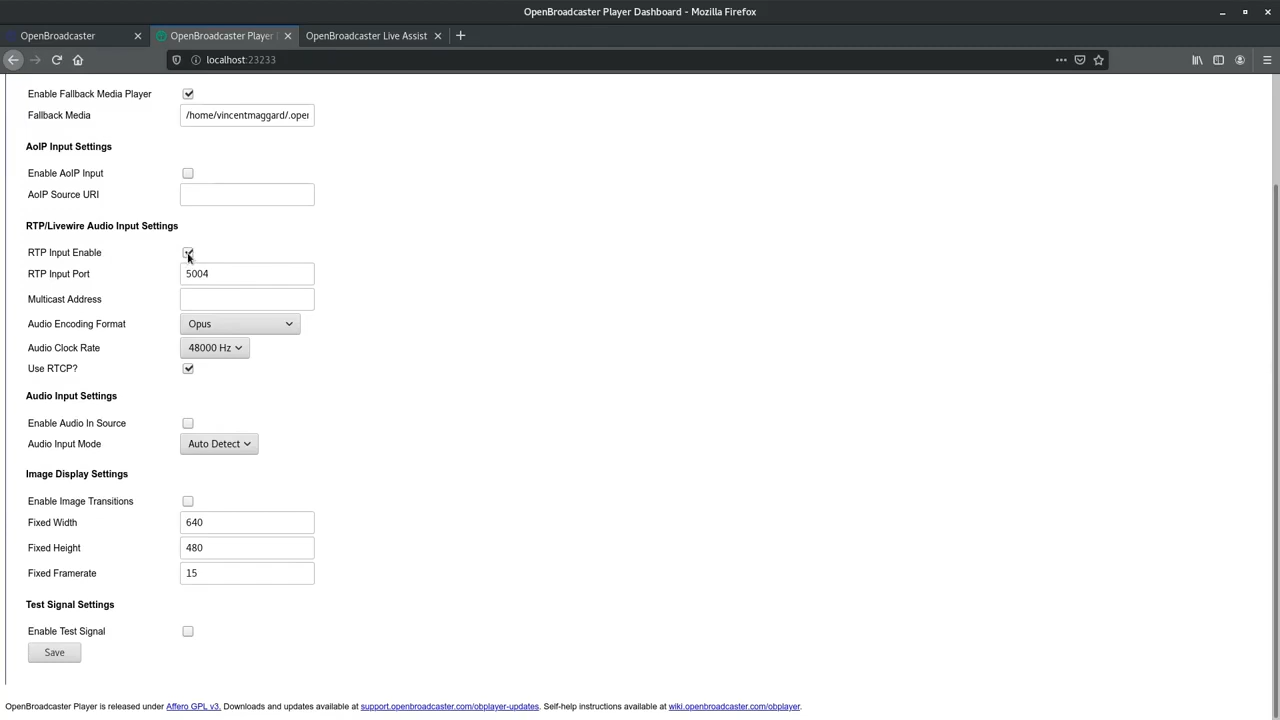 OpenBroadcaster Player Dashboard - Mozilla Firefox
OpenBroadcaster
OpenBroadcaster Player
OpenBroadcaster Live Assist
localhost:23233
Enable Fallback Media Player
Fallback Media /home/vincentmaggard/.oper
AoIP Input Settings
Enable AoIP Input
AoIP Source URI
RTP/Livewire Audio Input Settings
RTP Input Enable
RTP Input Port 5004
Multicast Address
Audio Encoding Format Opus
Audio Clock Rate 48000 Hz
Use RTCP?
Audio Input Settings
Enable Audio In Source
Audio Input Mode Auto Detect
Image Display Settings
Enable Image Transitions
Fixed Width 640
Fixed Height 480
Fixed Framerate 15
Test Signal Settings
Enable Test Signal
Save
OpenBroadcaster Player is released under Affero GPL v3. Downloads and updates available at support.openbroadcaster.com/obplayer-updates. Self-help instructions available at wiki.openbroadcaster.com/obplayer.